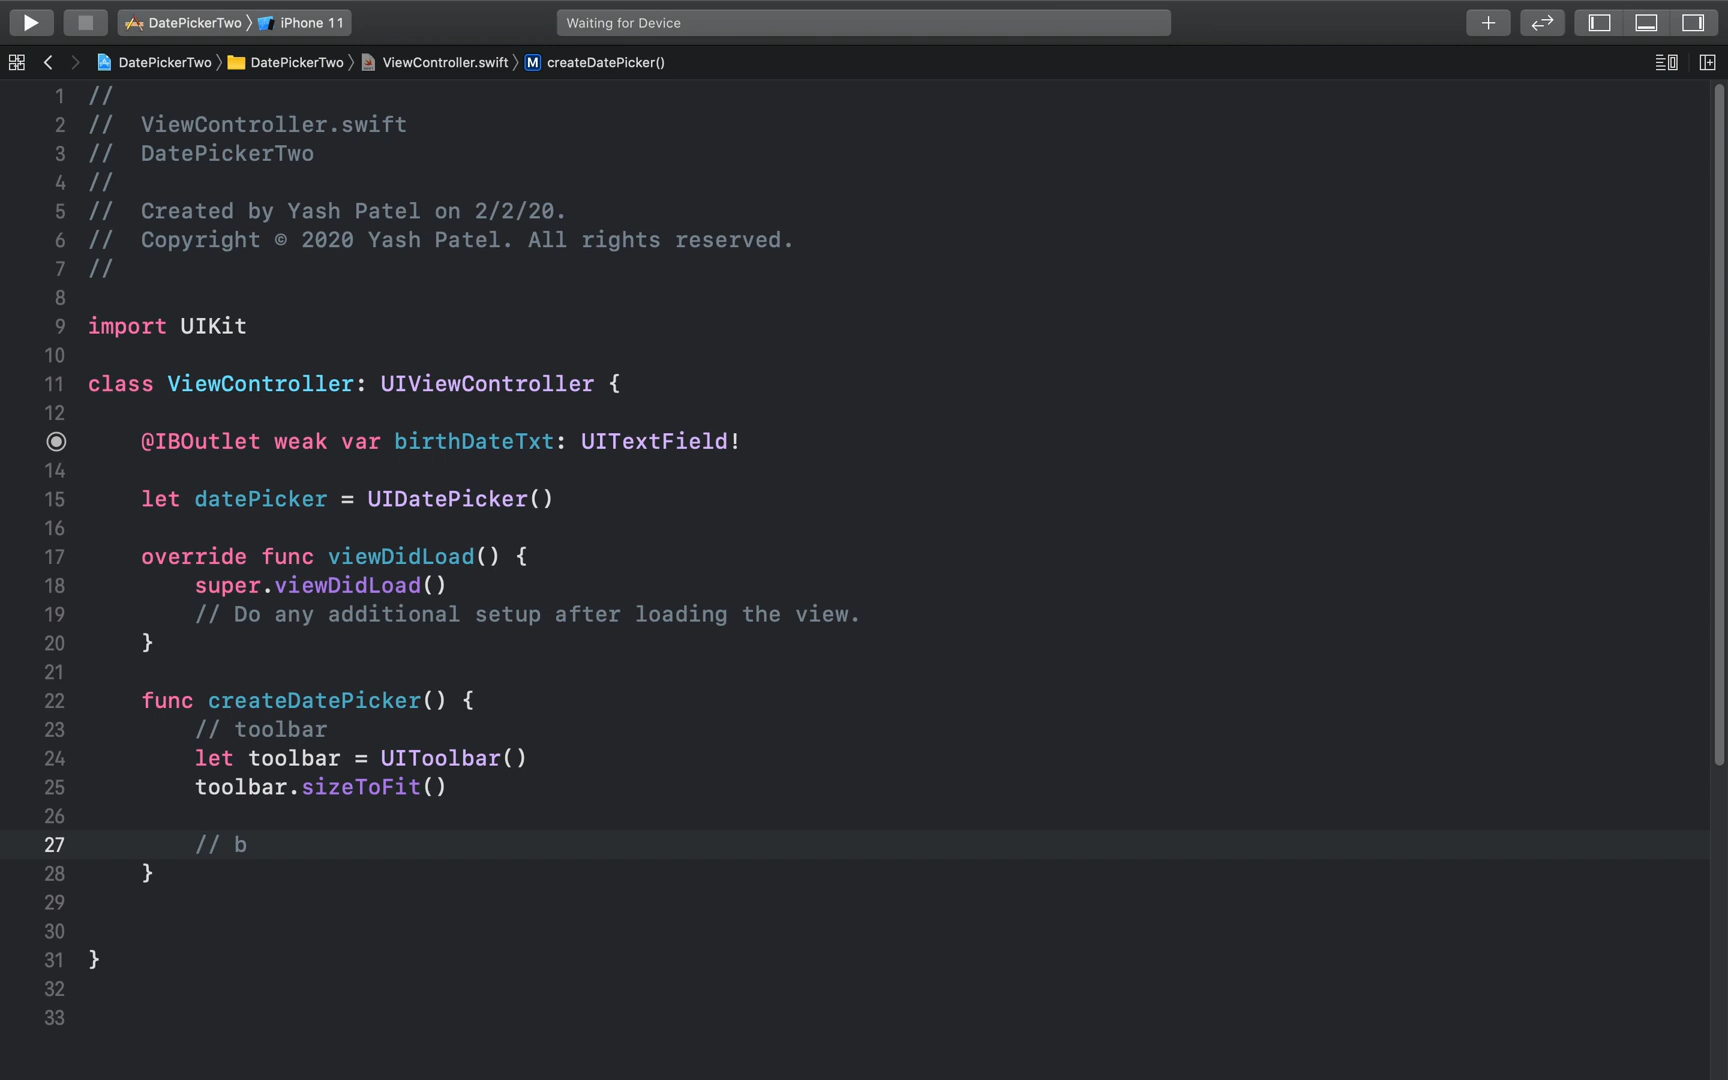 DatePickerTwo 〉 iPhone 11
Waiting for Device
DatePickerTwo 〉 DatePickerTwo 〉 ViewController.swift 〉 M createDatePicker()
1 //
2 //  ViewController.swift
3 //  DatePickerTwo
4 //
5 //  Created by Yash Patel on 2/2/20.
6 //  Copyright © 2020 Yash Patel. All rights reserved.
7 //
8
9 import UIKit
10
11 class ViewController: UIViewController {
12
    @IBOutlet weak var birthDateTxt: UITextField!
14
15     let datePicker = UIDatePicker()
16
17     override func viewDidLoad() {
18         super.viewDidLoad()
19         // Do any additional setup after loading the view.
20     }
21
22     func createDatePicker() {
23         // toolbar
24         let toolbar = UIToolbar()
25         toolbar.sizeToFit()
26
27         // b
28     }
29
30
31 }
32
33